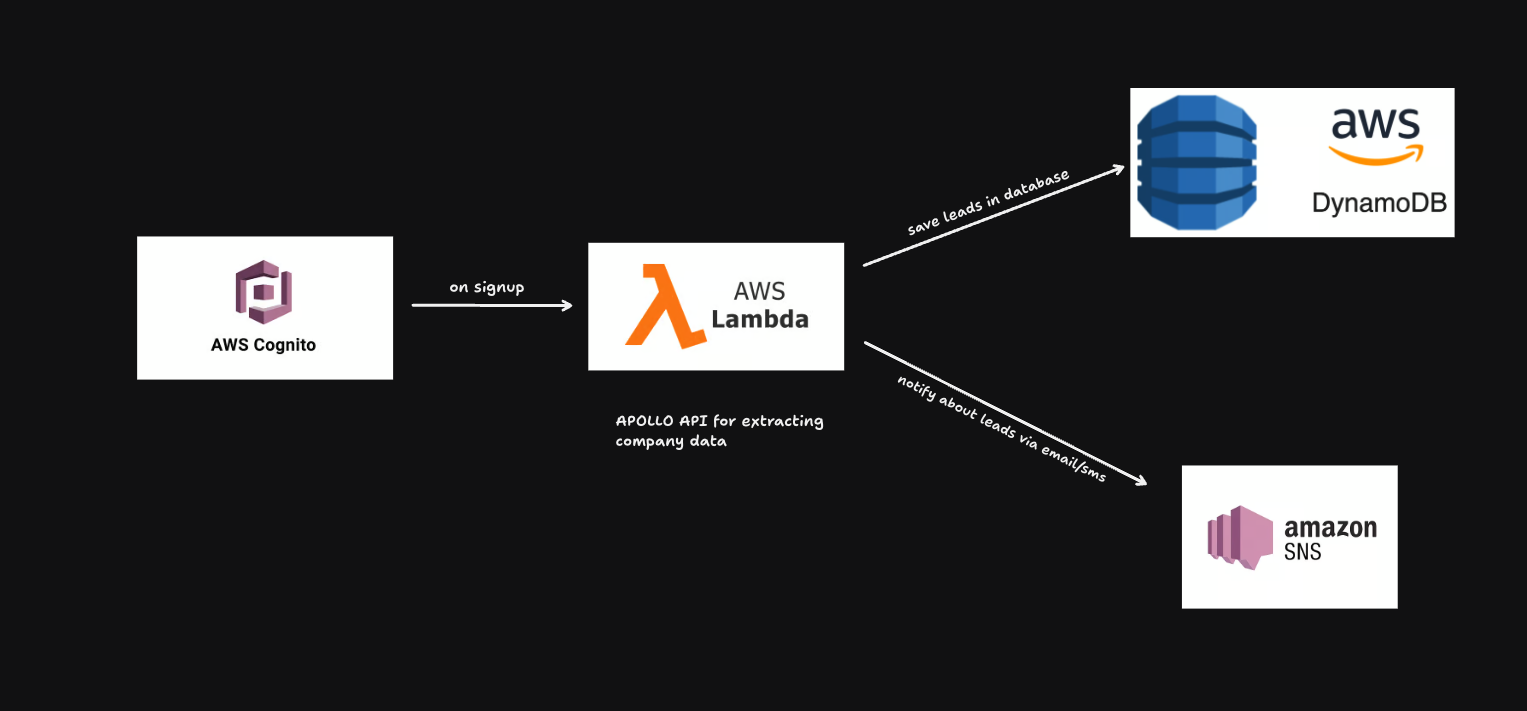 AWS Cognito
on signup
AWS
Lambda
APOLLO API for extracting
company data
save leads in database
aws
DynamoDB
notify about leads via email/sms
amazon
SNS